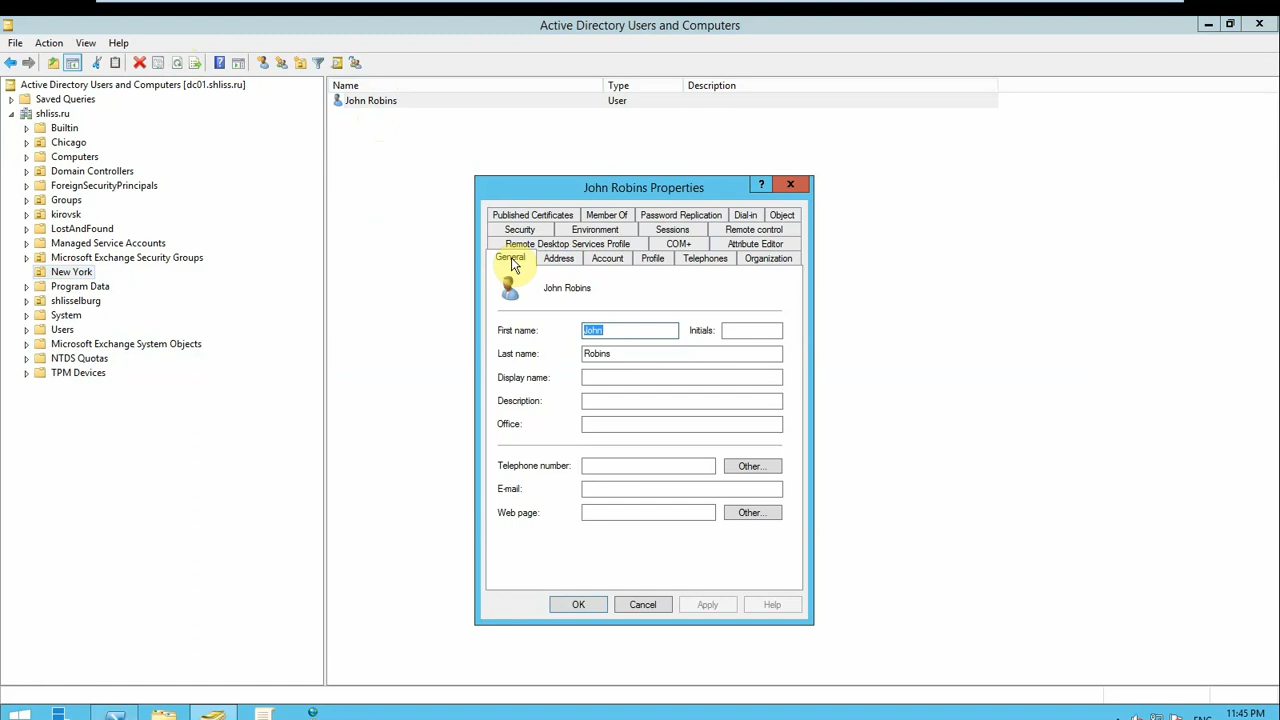 Active Directory Users and Computers
File Action View Help
Active Directory Users and Computers [dc01.shliss.ru]
Saved Queries
shliss.ru
Builtin
Chicago
Computers
Domain Controllers
ForeignSecurityPrincipals
Groups
kirovsk
LostAndFound
Managed Service Accounts
Microsoft Exchange Security Groups
New York
Program Data
shlisselburg
System
Users
Microsoft Exchange System Objects
NTDS Quotas
TPM Devices
Name Type Description
John Robins User
John Robins Properties
?
Published Certificates Member Of Password Replication Dial-in Object
Security Environment Sessions Remote control
Remote Desktop Services Profile COM+ Attribute Editor
General Address Account Profile Telephones Organization
John Robins
First name: John Initials:
Last name: Robins
Display name:
Description:
Office:
Telephone number: Other...
E-mail:
Web page: Other...
OK Cancel Apply Help
ENG 11:45 PM